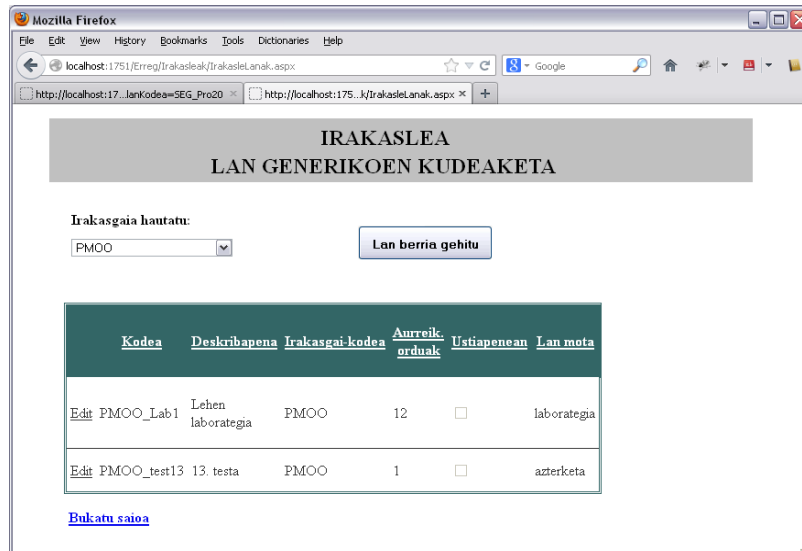 Mozilla Firefox
File Edit View History Bookmarks Tools Dictionaries Help
localhost:1751/Erreg/Irakasleak/IrakasleLanak.aspx Google
http://localhost:17...lanKodea=SEG_Pro20 × http://localhost:175...k/IrakasleLanak.aspx × +
IRAKASLEA
LAN GENERIKOEN KUDEAKETA
Irakasgaia hautatu:
PMOO
Lan berria gehitu
Kodea Deskribapena Irakasgai-kodea Aurreik. orduak Ustiapenean Lan mota
Edit PMOO_Lab1 Lehen laborategia PMOO 12 laborategia
Edit PMOO_test13 13. testa PMOO 1 azterketa
Bukatu saioa